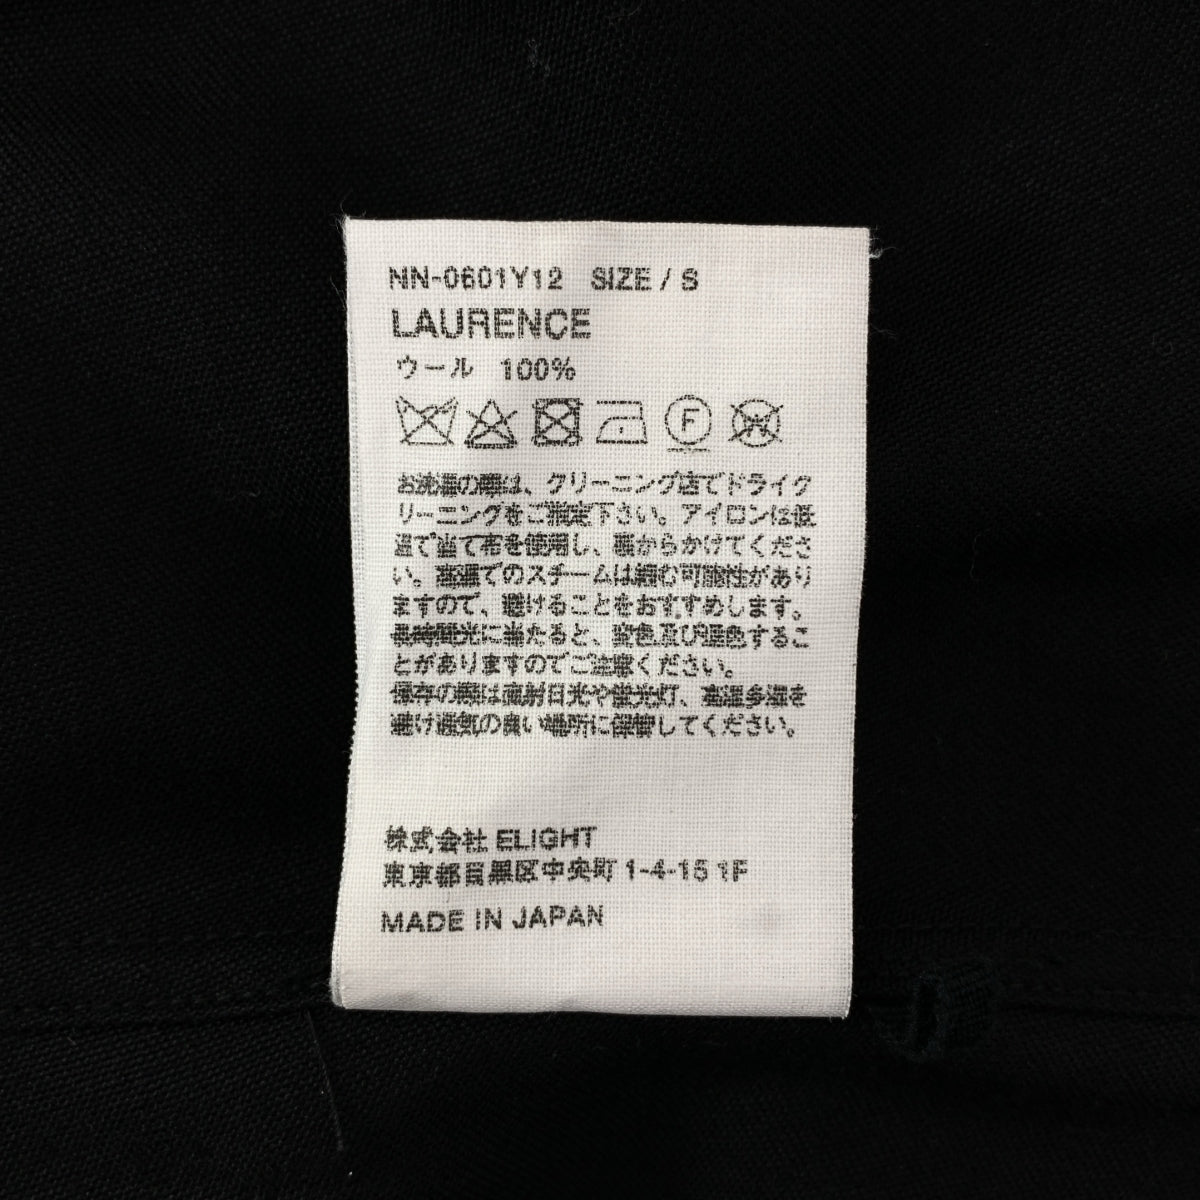 NN-0601Y12 SIZE / S
LAURENCE
ウール 100%
F
W
お洗濯の際は、クリーニング店でドライク
リーニングをご指定下さい。アイロンは低
温で当て布を使用し、裏からかけてくださ
い。高温でのスチームは縮む可能性があり
ますので、避けることをおすすめします。
長時間光に当たると、変色及び退色するこ
とがありますのでご注意ください。
保存の際は直射日光や蛍光灯、高温多湿を
避け通気の良い場所に保管してください。
株式会社 ELIGHT
東京都目黒区中央町 1-4-15 1F
MADE IN JAPAN